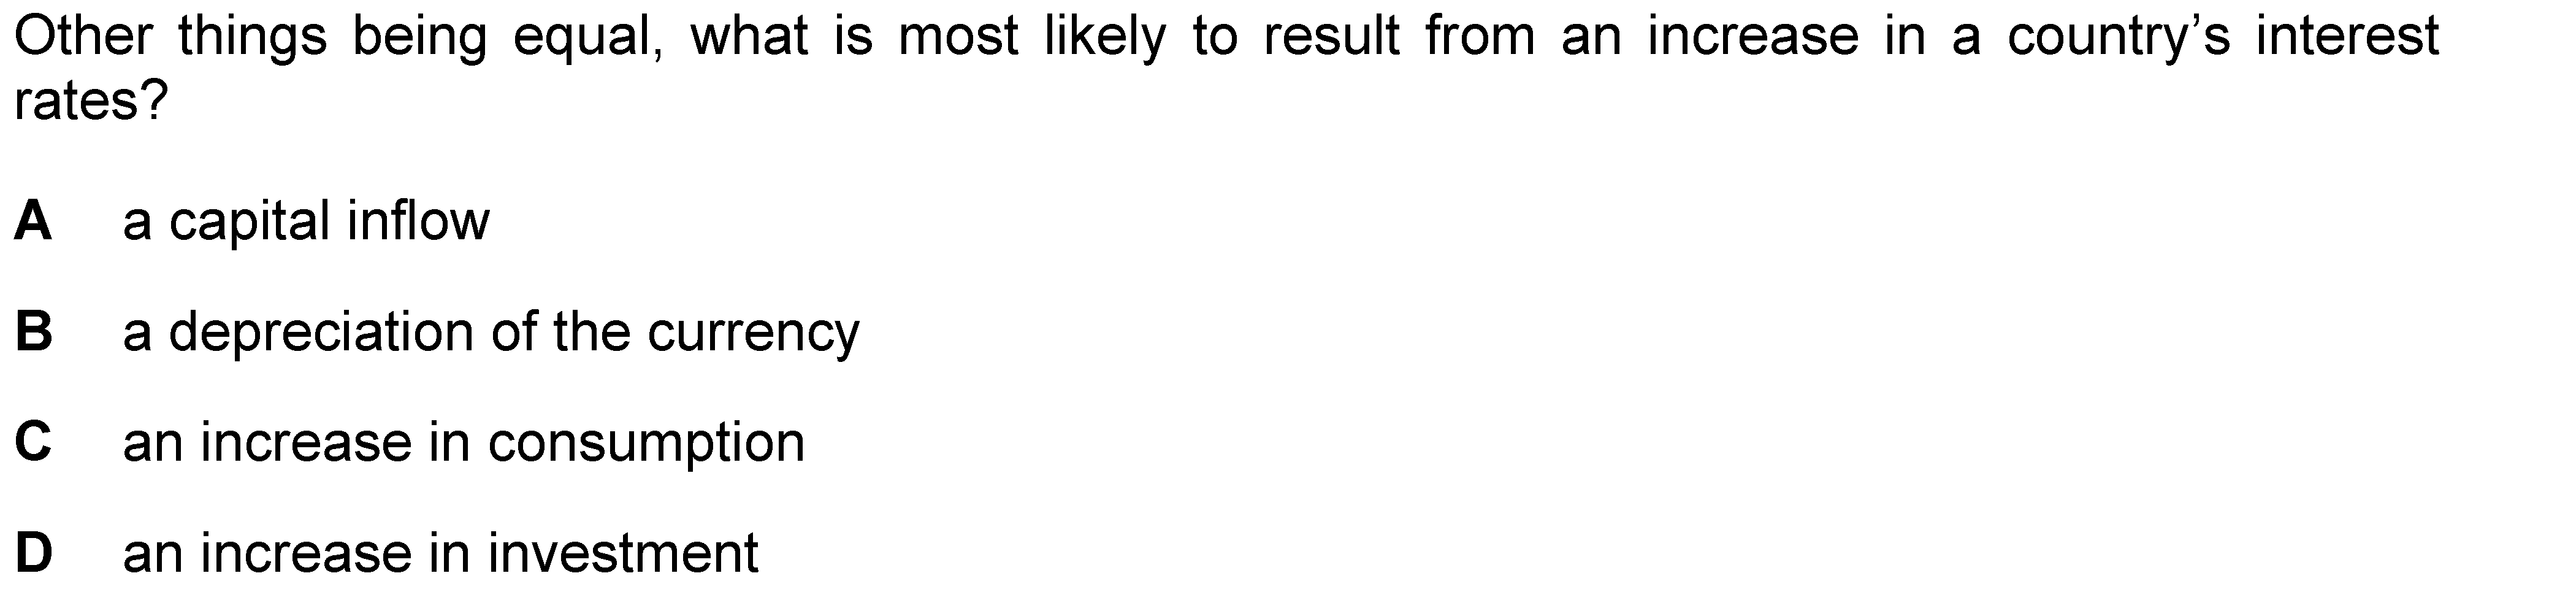 Other things being equal, what is most likely to result from an increase in a country’s interest
rates?
A a capital inflow
B a depreciation of the currency
C an increase in consumption
D an increase in investment